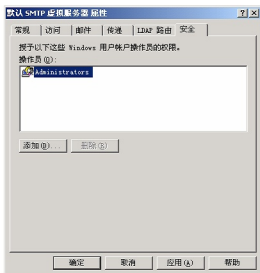 默认 SMTP 虚拟服务器 属性
常规 访问 邮件 传递 LDAP 路由 安全
授予以下这些 Windows 用户帐户操作员的权限。
操作员(O):
Administrators
添加(D)... 删除(R)
确定 取消 应用(A) 帮助